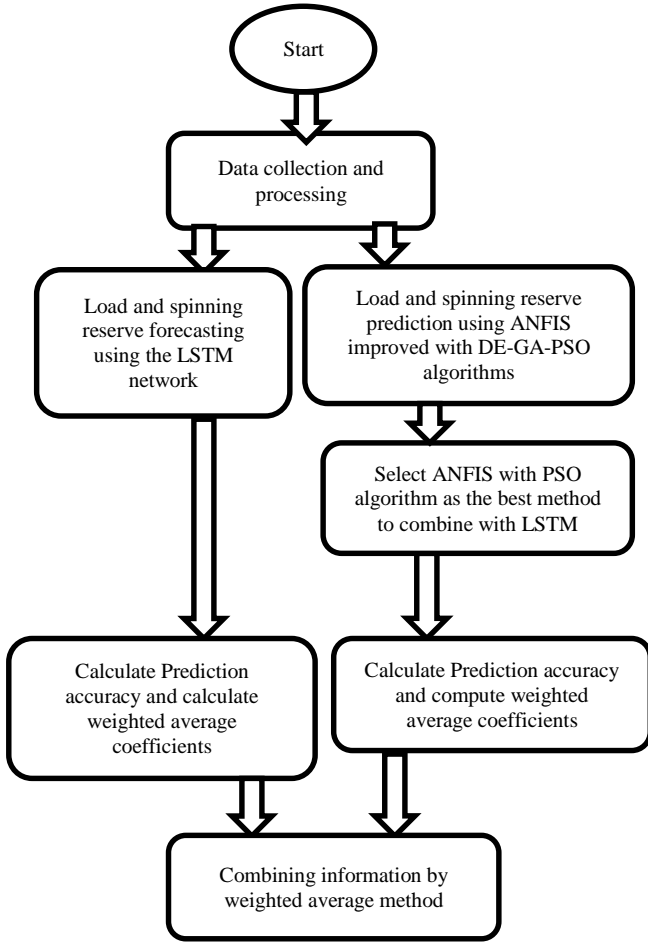 Start
Data collection and
processing
Load and spinning
reserve forecasting
using the LSTM
network
Load and spinning reserve
prediction using ANFIS
improved with DE-GA-PSO
algorithms
Select ANFIS with PSO
algorithm as the best method
to combine with LSTM
Calculate Prediction
accuracy and calculate
weighted average
coefficients
Calculate Prediction accuracy
and compute weighted
average coefficients
Combining information by
weighted average method